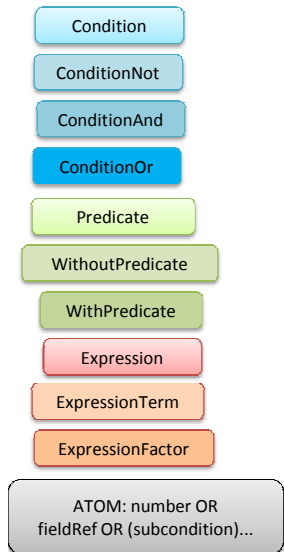 Condition
ConditionNot
ConditionAnd
ConditionOr
Predicate
WithoutPredicate
WithPredicate
Expression
ExpressionTerm
ExpressionFactor
ATOM: number OR
fieldRef OR (subcondition)...